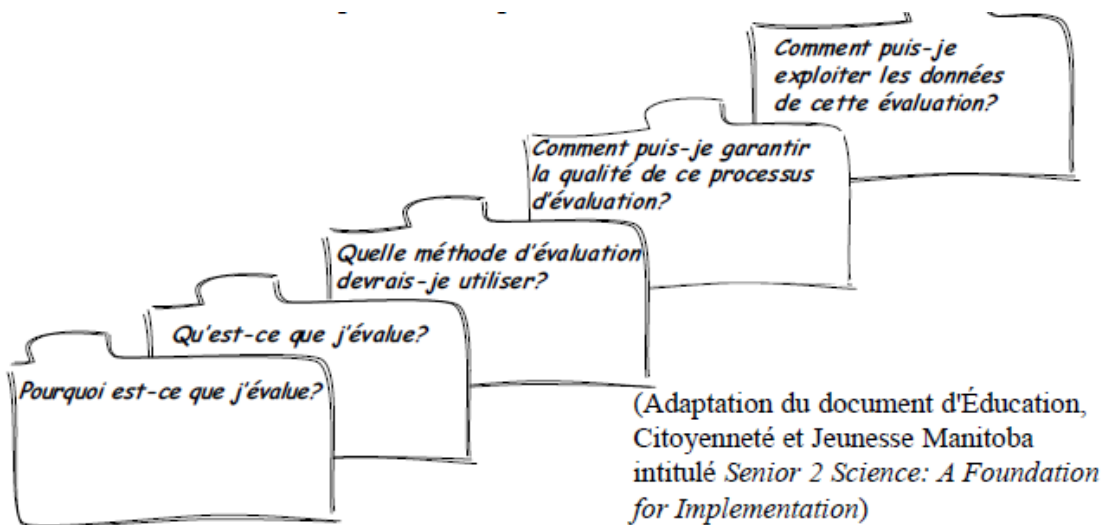 Comment puis-je
exploiter les données
de cette évaluation?
Comment puis-je garantir
la qualité de ce processus
d'évaluation?
Quelle méthode d'évaluation
devrais-je utiliser?
Qu'est-ce que j'évalue?
Pourquoi est-ce que j'évalue?
(Adaptation du document d'Éducation,
Citoyenneté et Jeunesse Manitoba
intitulé Senior 2 Science: A Foundation
for Implementation)